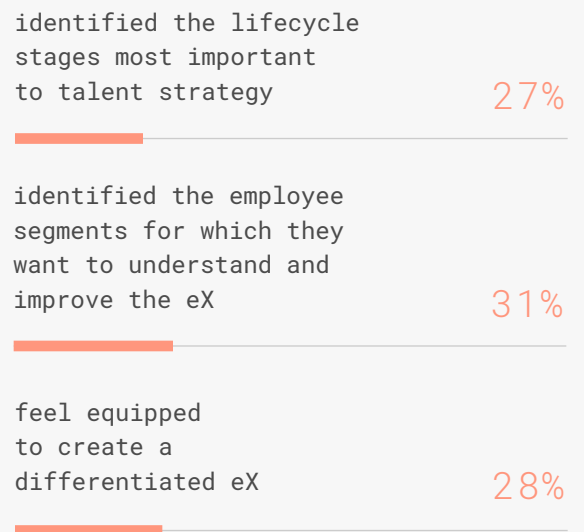 identified the lifecycle
stages most important
to talent strategy
27%
identified the employee
segments for which they
want to understand and
improve the eX
31%
feel equipped
to create a
differentiated eX
28%